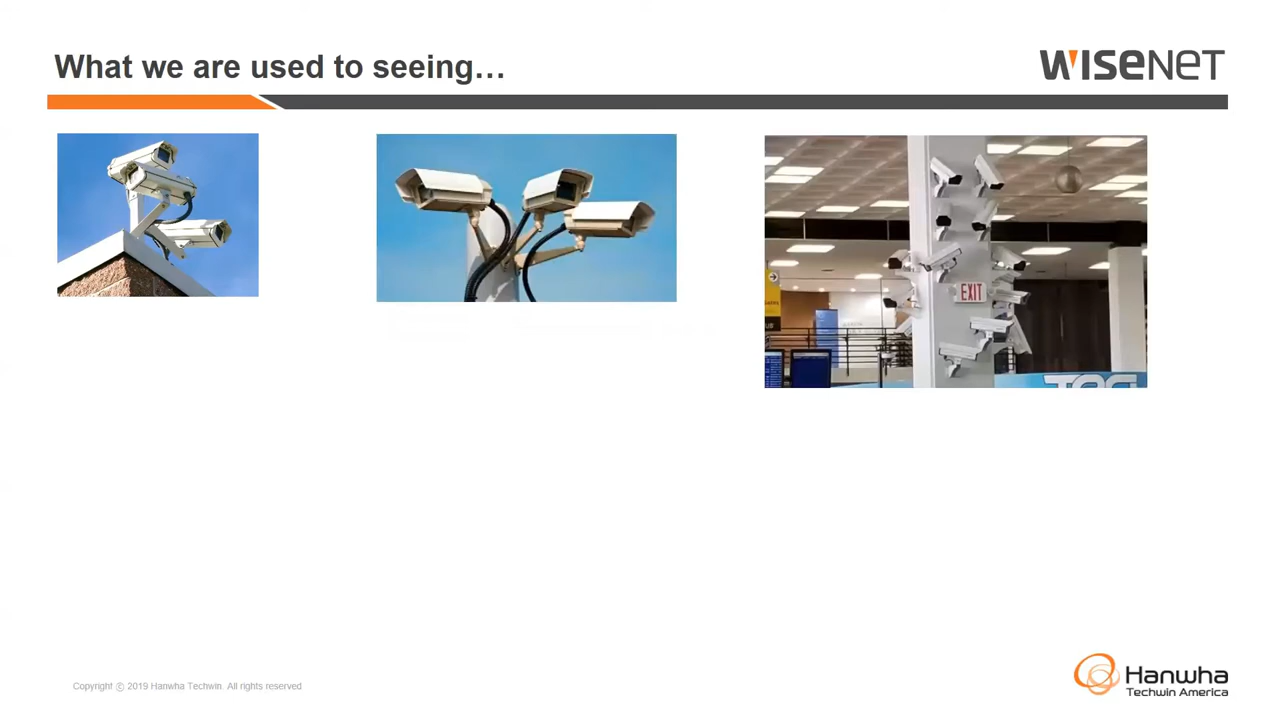 What we are used to seeing…
WISENET
EXIT
Copyright ⓒ 2019 Hanwha Techwin. All rights reserved
Hanwha
Techwin America